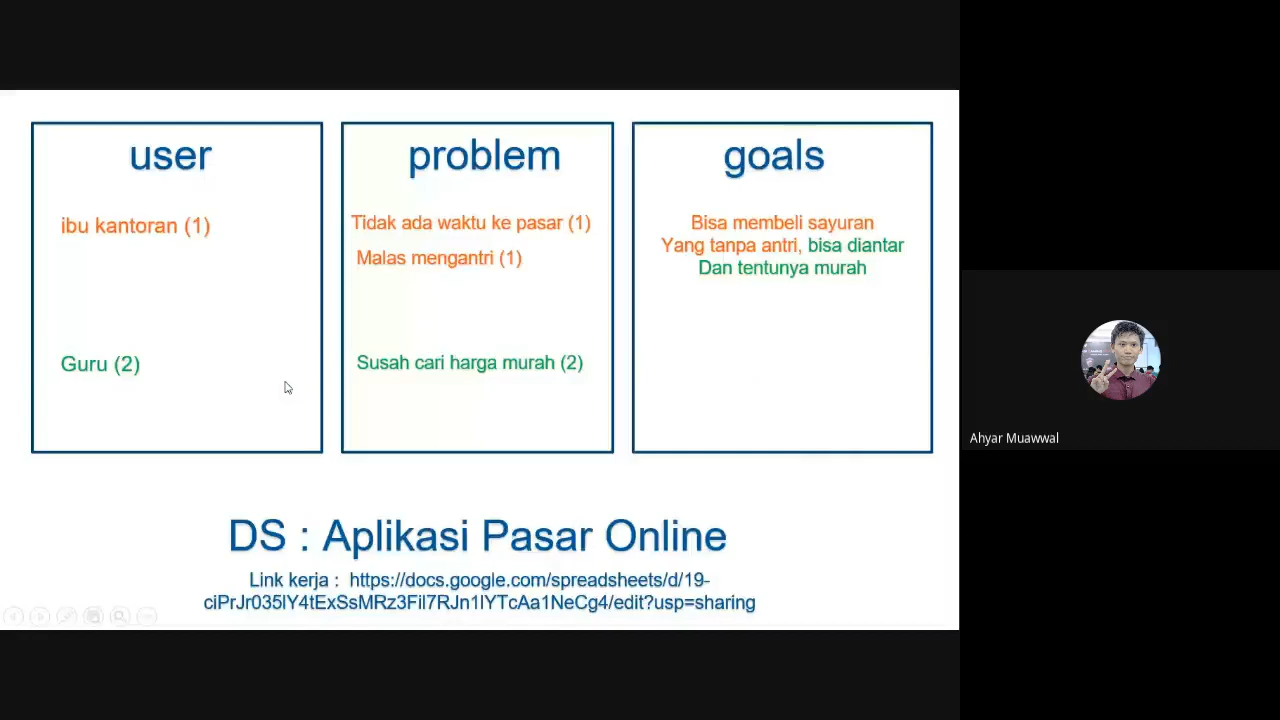 user
ibu kantoran (1)
Guru (2)
problem
Tidak ada waktu ke pasar (1)
Malas mengantri (1)
Susah cari harga murah (2)
goals
Bisa membeli sayuran
Yang tanpa antri, bisa diantar
Dan tentunya murah
DS : Aplikasi Pasar Online
Link kerja : https://docs.google.com/spreadsheets/d/19-
ciPrJr035lY4tExSsMRz3Fil7RJn1lYTcAa1NeCg4/edit?usp=sharing
Ahyar Muawwal